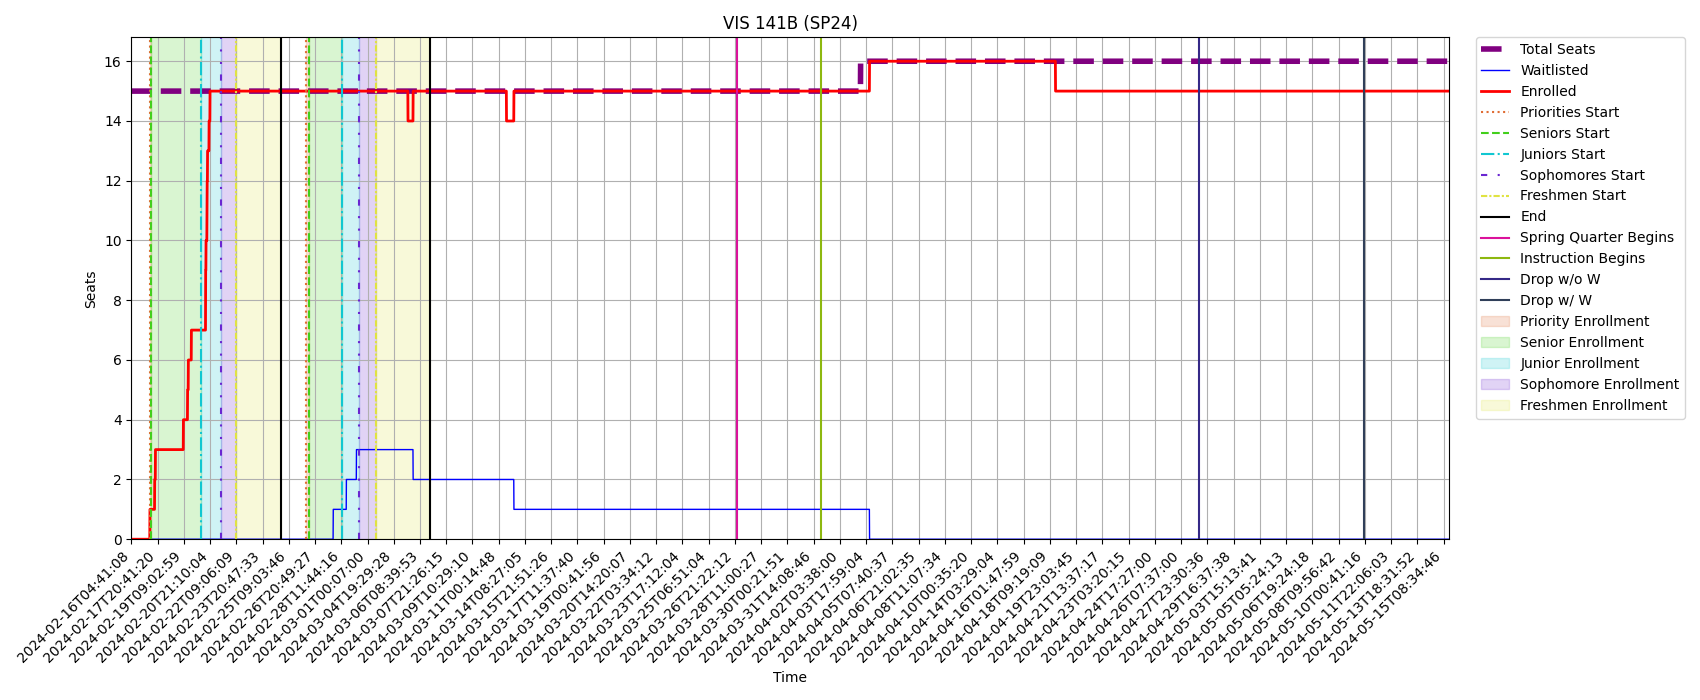 VIS 141B (SP24)
Seats
16
14
12
10
8
6
4
2
0
2024-02-16T04:41:08
2024-02-17T20:41:20
2024-02-19T09:02:59
2024-02-20T21:10:04
2024-02-22T09:06:09
2024-02-23T20:47:33
2024-02-25T09:03:46
2024-02-26T20:49:27
2024-02-28T11:44:16
2024-03-01T00:07:00
2024-03-04T19:29:28
2024-03-06T08:39:53
2024-03-07T21:26:15
2024-03-09T10:29:10
2024-03-11T00:14:48
2024-03-14T08:27:05
2024-03-15T21:51:26
2024-03-17T11:37:40
2024-03-19T00:41:56
2024-03-20T14:20:07
2024-03-22T03:34:12
2024-03-23T17:12:04
2024-03-25T06:51:04
2024-03-26T21:22:12
2024-03-28T11:00:27
2024-03-30T00:21:51
2024-03-31T14:08:46
2024-04-02T03:38:00
2024-04-03T17:59:04
2024-04-05T07:40:37
2024-04-06T21:02:35
2024-04-08T11:07:34
2024-04-10T00:35:20
2024-04-14T03:29:04
2024-04-16T01:47:59
2024-04-18T09:19:09
2024-04-19T23:03:45
2024-04-21T13:37:17
2024-04-23T03:20:15
2024-04-24T17:27:00
2024-04-26T07:37:00
2024-04-27T23:30:36
2024-04-29T16:37:38
2024-05-03T15:13:41
2024-05-05T05:24:13
2024-05-06T19:24:18
2024-05-08T09:56:42
2024-05-10T00:41:16
2024-05-11T22:06:03
2024-05-13T18:31:52
2024-05-15T08:34:46
Time
Total Seats
Waitlisted
Enrolled
Priorities Start
Seniors Start
Juniors Start
Sophomores Start
Freshmen Start
End
Spring Quarter Begins
Instruction Begins
Drop w/o W
Drop w/ W
Priority Enrollment
Senior Enrollment
Junior Enrollment
Sophomore Enrollment
Freshmen Enrollment